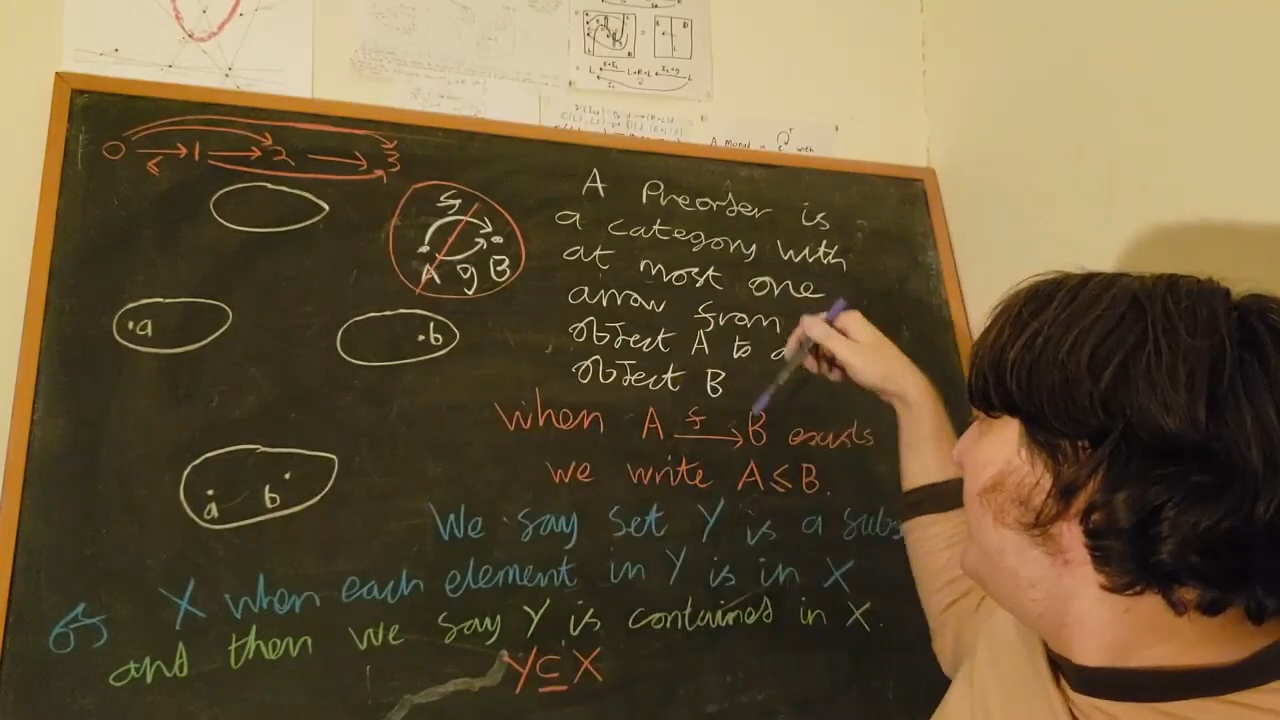 0 1 2 3
f
A g B
a
b
a b
A Preorder is
a category with
at most one
arrow from
object A to
object B
When A f B exists
we write A ≤ B.
We say set Y is a subs
of X when each element in Y is in X
and then we say Y is contained in X.
Y ⊆ X
A Monad is with